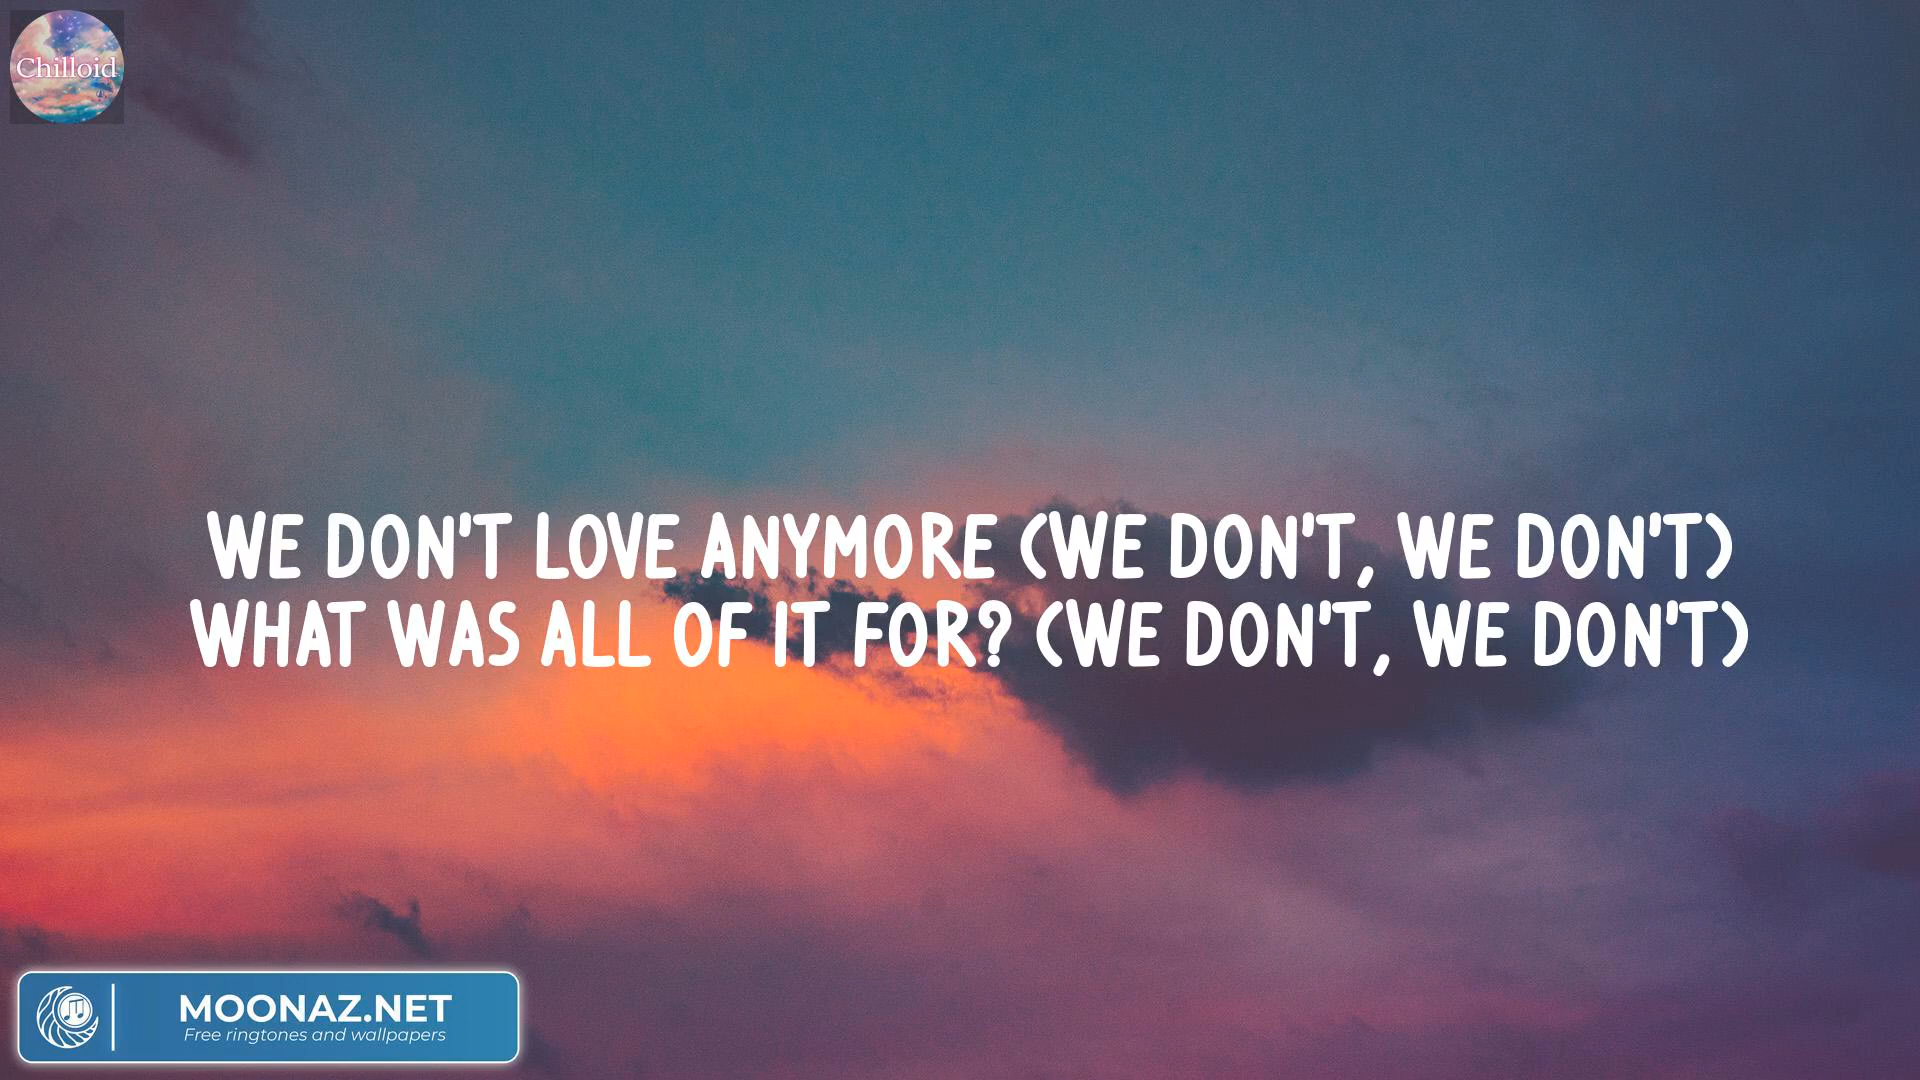 Chilloid
WE DON'T LOVE ANYMORE (WE DON'T, WE DON'T)
WHAT WAS ALL OF IT FOR? (WE DON'T, WE DON'T)
MOONAZ.NET
Free ringtones and wallpapers